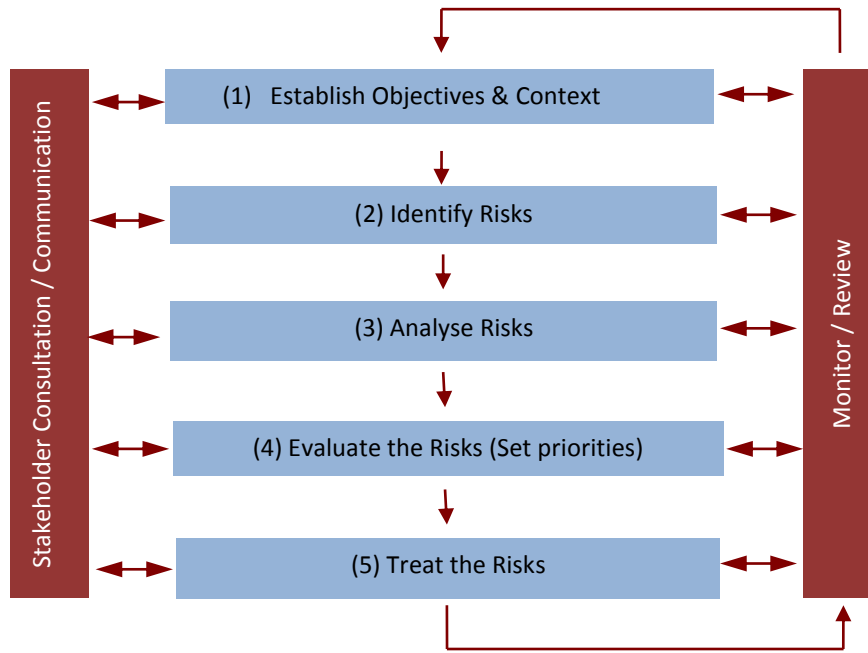 Stakeholder Consultation / Communication
(1) Establish Objectives & Context
(2) Identify Risks
(3) Analyse Risks
(4) Evaluate the Risks (Set priorities)
(5) Treat the Risks
Monitor / Review